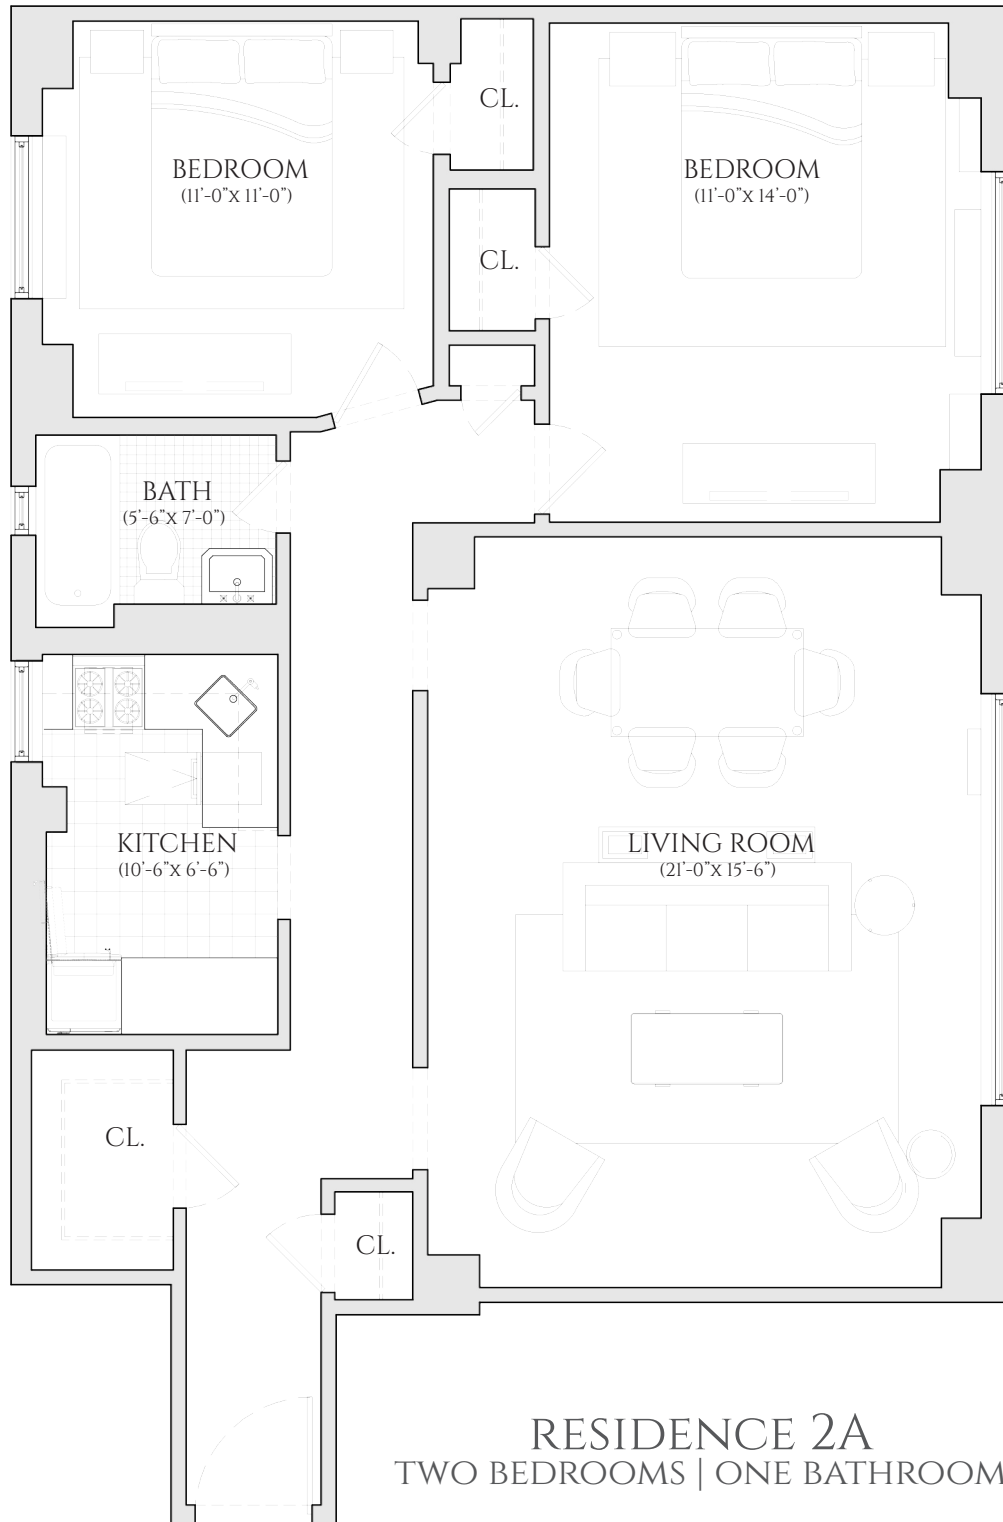 CL.
BEDROOM
(11'-0"X 11'-0")
BEDROOM
(11'-0"X 14'-0")
CL.
BATH
(5'-6"X 7'-0")
KITCHEN
(10'-6"X 6'-6")
LIVING ROOM
(21'-0"X 15'-6")
CL.
CL.
RESIDENCE 2A
TWO BEDROOMS | ONE BATHROOM